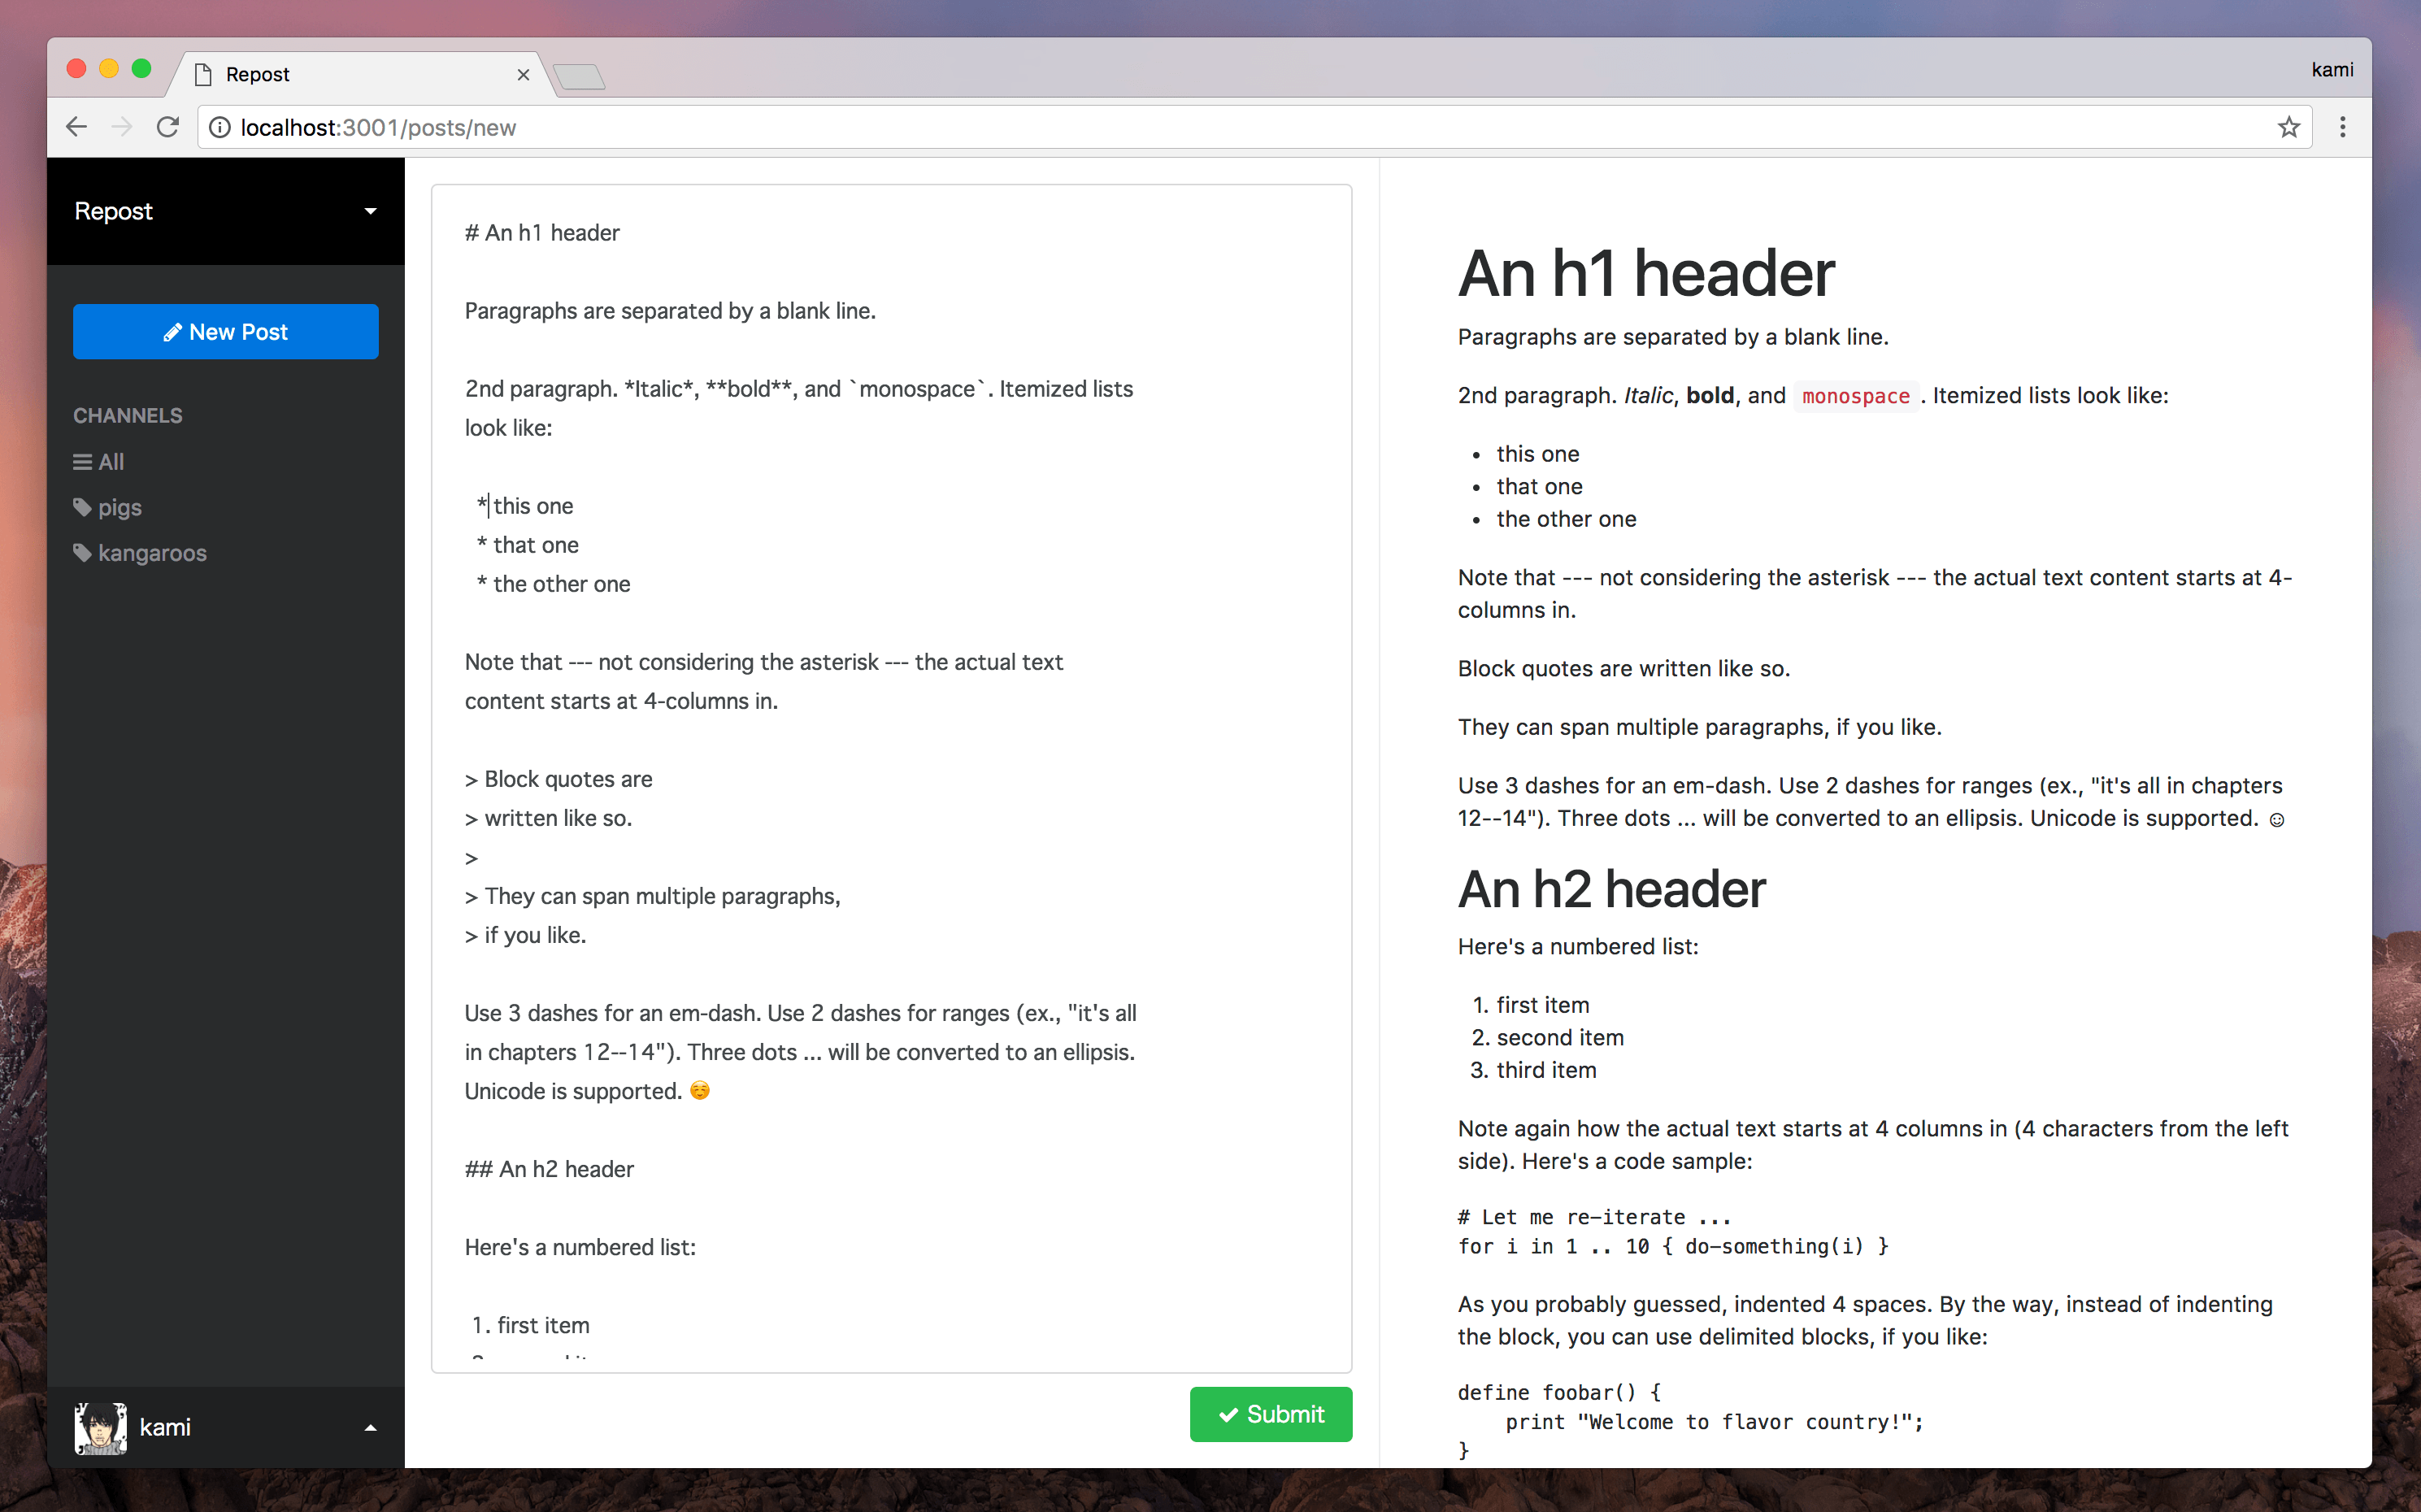 Repost
kami
localhost:3001/posts/new
Repost
New Post
CHANNELS
All
pigs
kangaroos
kami
# An h1 header
Paragraphs are separated by a blank line.
2nd paragraph. *Italic*, **bold**, and `monospace`. Itemized lists
look like:
* this one
* that one
* the other one
Note that --- not considering the asterisk --- the actual text
content starts at 4-columns in.
> Block quotes are
> written like so.
>
> They can span multiple paragraphs,
> if you like.
Use 3 dashes for an em-dash. Use 2 dashes for ranges (ex., "it's all
in chapters 12--14"). Three dots ... will be converted to an ellipsis.
Unicode is supported. ☺️
## An h2 header
Here's a numbered list:
1. first item
Submit
An h1 header
Paragraphs are separated by a blank line.
2nd paragraph. Italic, bold, and monospace . Itemized lists look like:
• this one
• that one
• the other one
Note that --- not considering the asterisk --- the actual text content starts at 4-
columns in.
Block quotes are written like so.
They can span multiple paragraphs, if you like.
Use 3 dashes for an em-dash. Use 2 dashes for ranges (ex., "it's all in chapters
12--14"). Three dots ... will be converted to an ellipsis. Unicode is supported. ☺
An h2 header
Here's a numbered list:
1. first item
2. second item
3. third item
Note again how the actual text starts at 4 columns in (4 characters from the left
side). Here's a code sample:
# Let me re-iterate ...
for i in 1 .. 10 { do-something(i) }
As you probably guessed, indented 4 spaces. By the way, instead of indenting
the block, you can use delimited blocks, if you like:
define foobar() {
    print "Welcome to flavor country!";
}